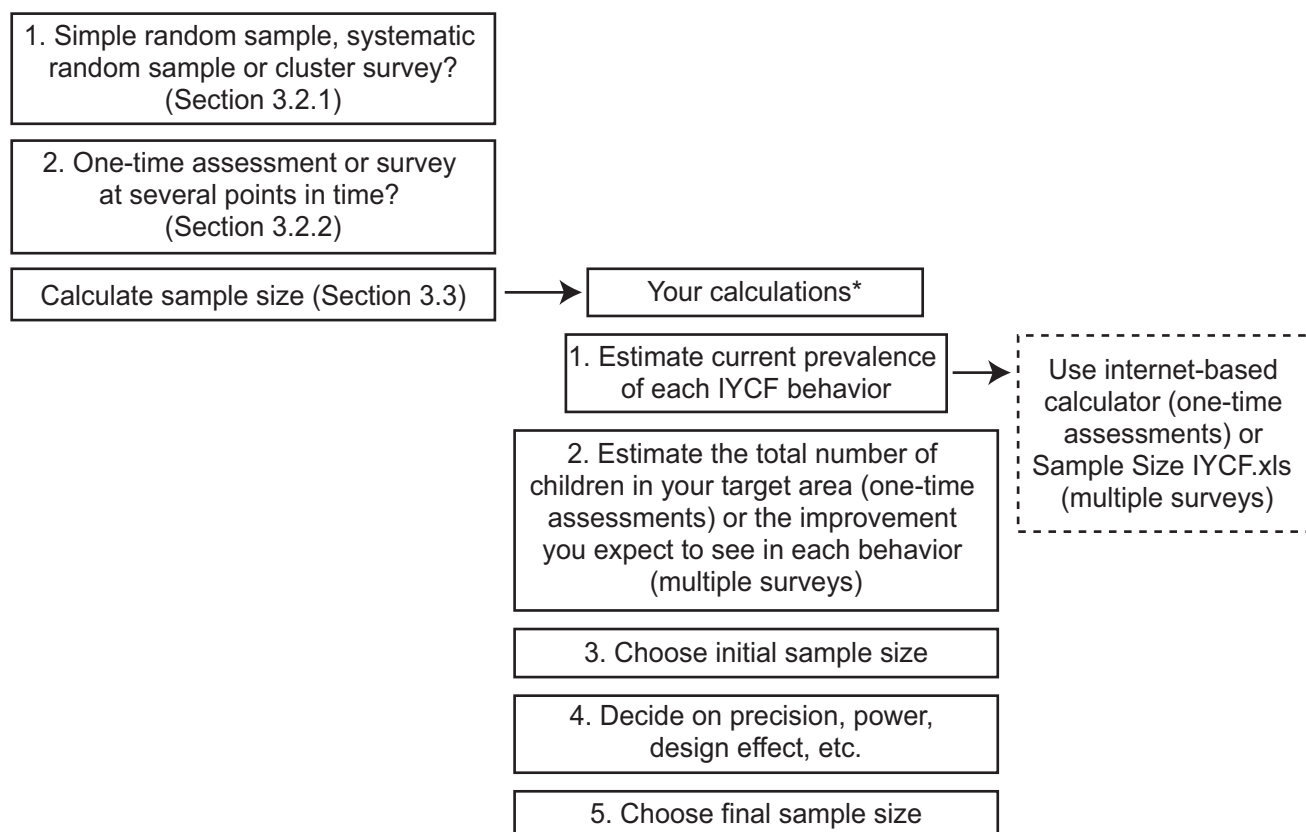 1. Simple random sample, systematic
random sample or cluster survey?
(Section 3.2.1)
2. One-time assessment or survey
at several points in time?
(Section 3.2.2)
Calculate sample size (Section 3.3)
Your calculations*
1. Estimate current prevalence
of each IYCF behavior
Use internet-based
calculator (one-time
assessments) or
Sample Size IYCF.xls
(multiple surveys)
2. Estimate the total number of
children in your target area (one-time
assessments) or the improvement
you expect to see in each behavior
(multiple surveys)
3. Choose initial sample size
4. Decide on precision, power,
design effect, etc.
5. Choose final sample size